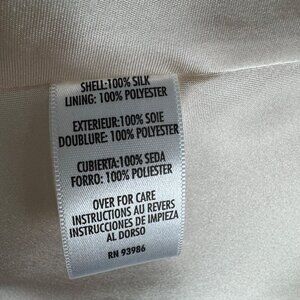 SHELL:100% SILK
LINING: 100% POLYESTER
EXTERIEUR:100% SOIE
DOUBLURE: 100% POLYESTER
CUBIERTA:100% SEDA
FORRO: 100% POLIESTER
OVER FOR CARE
INSTRUCTIONS AU REVERS
INSTRUCCIONES DE IMPIEZA
AL DORSO
RN 93986